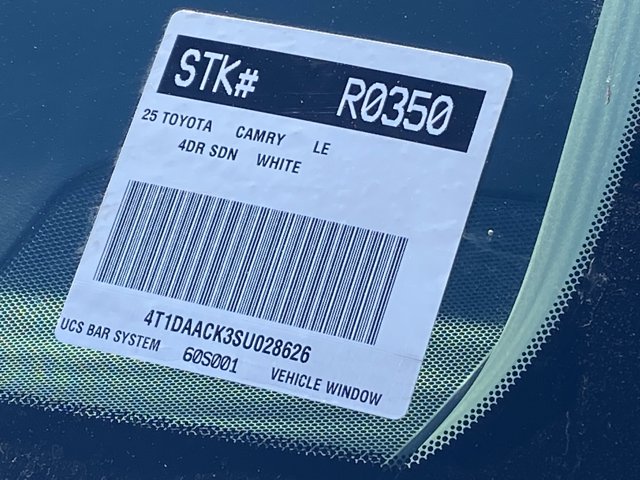 STK# R0350
25 TOYOTA CAMRY LE
4DR SDN WHITE
4T1DAACK3SU028626
UCS BAR SYSTEM 60S001 VEHICLE WINDOW